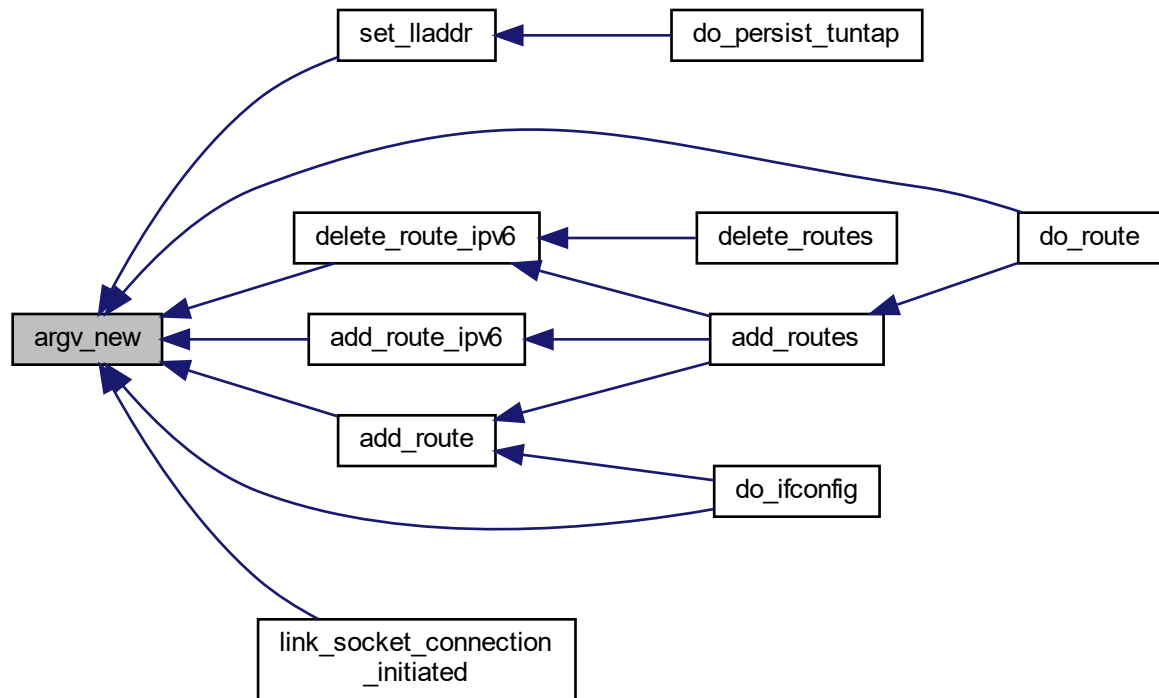 set_lladdr
do_persist_tuntap
delete_route_ipv6
delete_routes
do_route
argv_new
add_route_ipv6
add_routes
add_route
do_ifconfig
link_socket_connection
_initiated